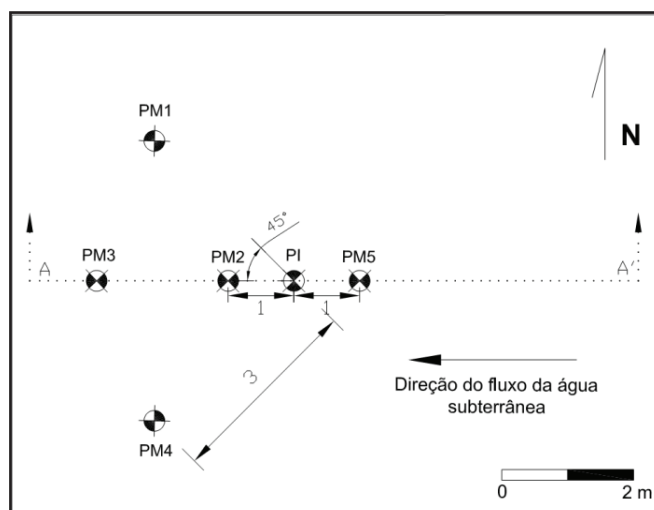 PM1
N
45°
PM3
PM2
PI
PM5
A
A'
1
1
3
Direção do fluxo da água
subterrânea
PM4
0
2 m